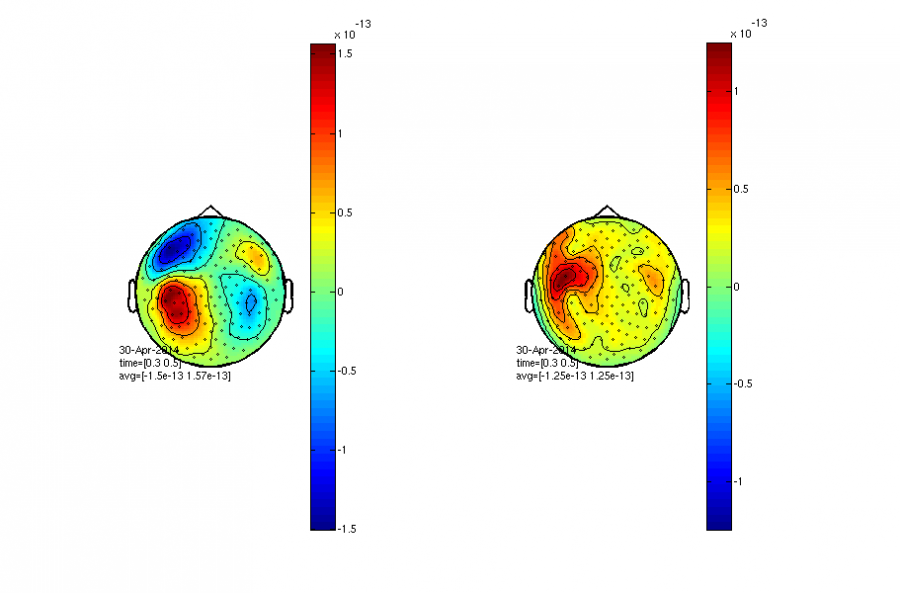 x 10^-13
1.5
1
0.5
0
-0.5
-1
-1.5
30-Apr-2014
time=[0.3 0.5]
avg=[-1.5e-13 1.57e-13]
x 10^-13
1
0.5
0
-0.5
-1
30-Apr-2014
time=[0.3 0.5]
avg=[-1.25e-13 1.25e-13]